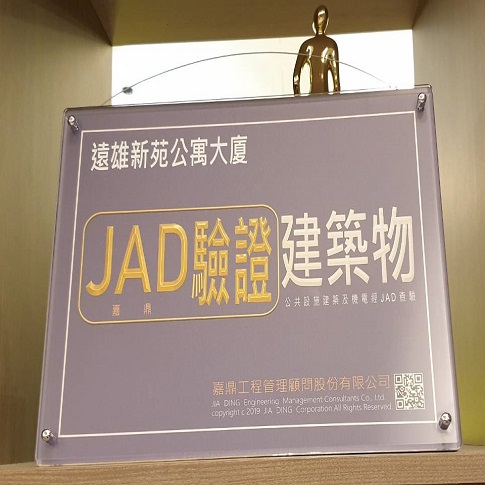 遠雄新苑公寓大廈
JAD驗證建築物
嘉鼎
公共設施建築及機電經JAD查驗
嘉鼎工程管理顧問股份有限公司
JIA DING Engineering Management Consultants Co., Ltd.
copyright c 2019 JIA DING Corporation.All Rights Reserved.